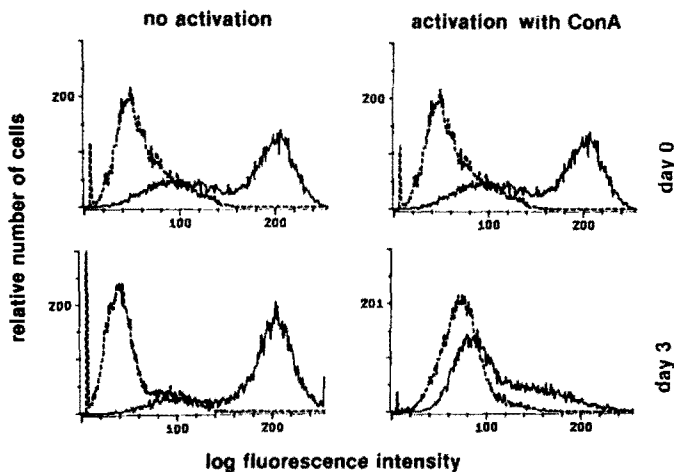 no activation
activation with ConA
relative number of cells
200
200
100
200
100
200
day 0
200
201
100
200
100
200
day 3
log fluorescence intensity